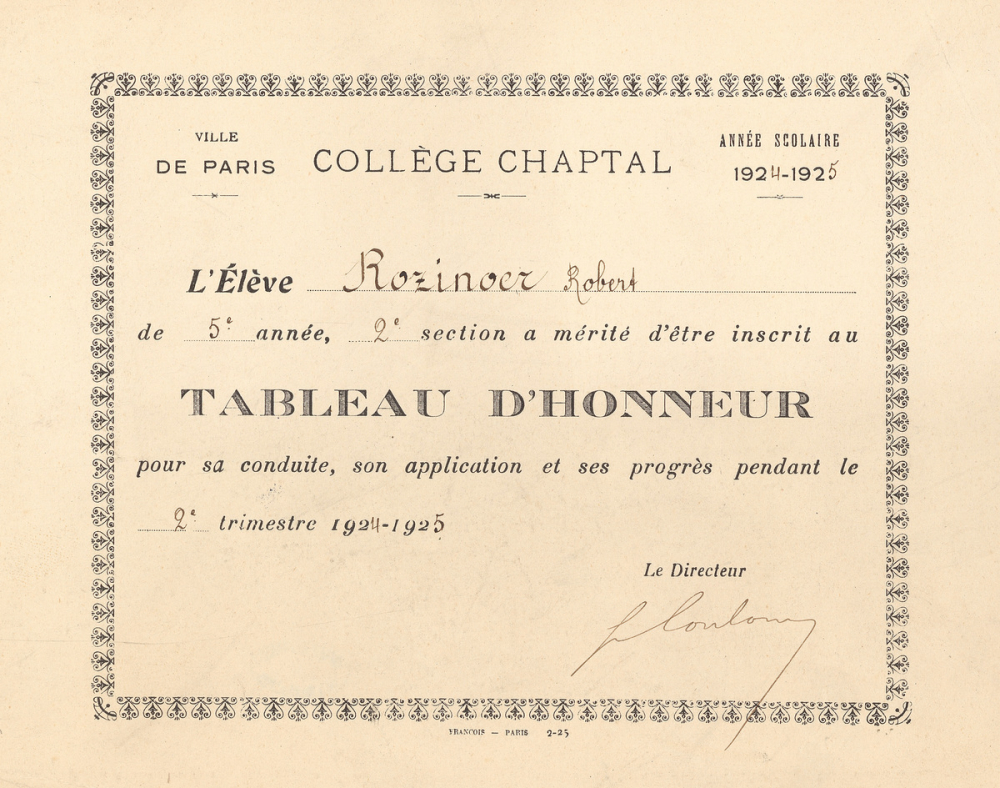 VILLE
DE PARIS
COLLÈGE CHAPTAL
ANNÉE SCOLAIRE
1924-1925
L'Élève Rozinoer Robert
de 5e année, 2e section a mérité d'être inscrit au
TABLEAU D'HONNEUR
pour sa conduite, son application et ses progrès pendant le
2e trimestre 1924-1925
Le Directeur
FRANCOIS — PARIS 2-25